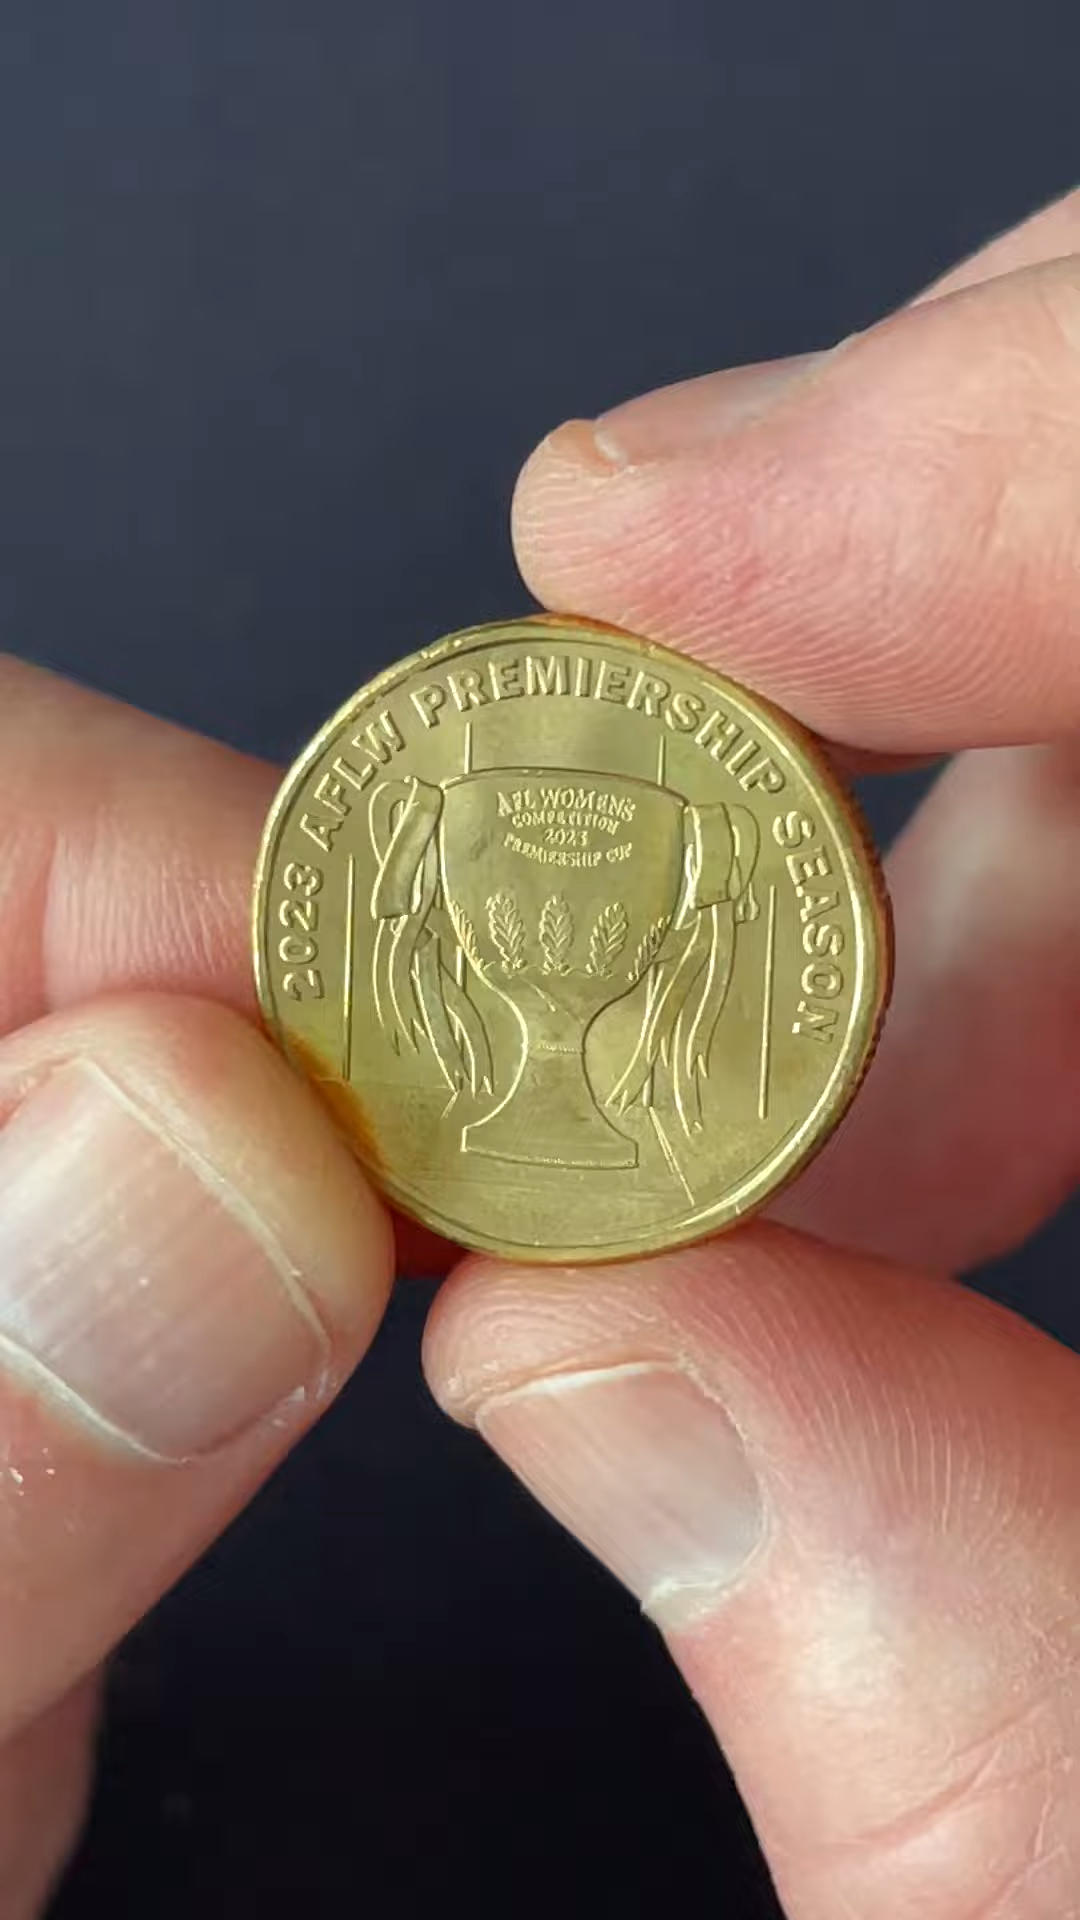 2023 AFLW PREMIERSHIP SEASON
AFL WOMENS
COMPETITION
2023
PREMIERSHIP CUP